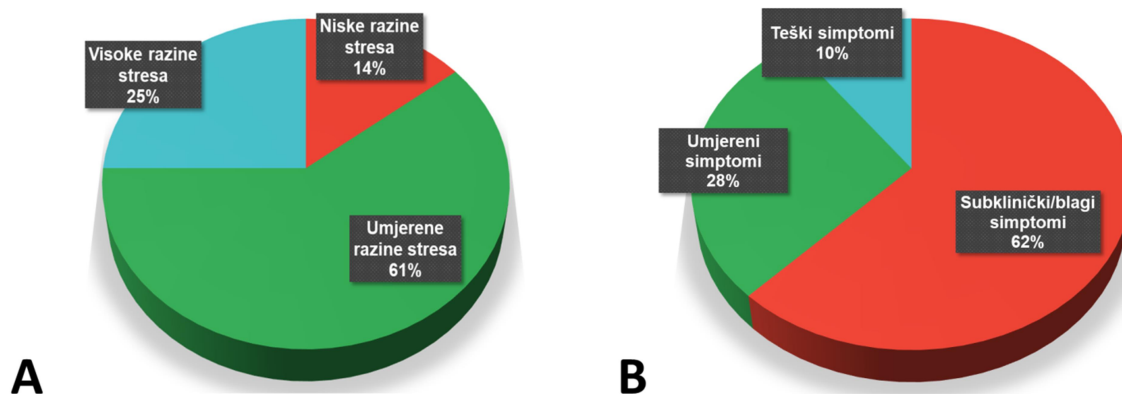 Niske razine
stresa
14%
Visoke razine
stresa
25%
Umjerene
razine stresa
61%
A
Teški simptomi
10%
Umjereni
simptomi
28%
Subklinički/blagi
simptomi
62%
B